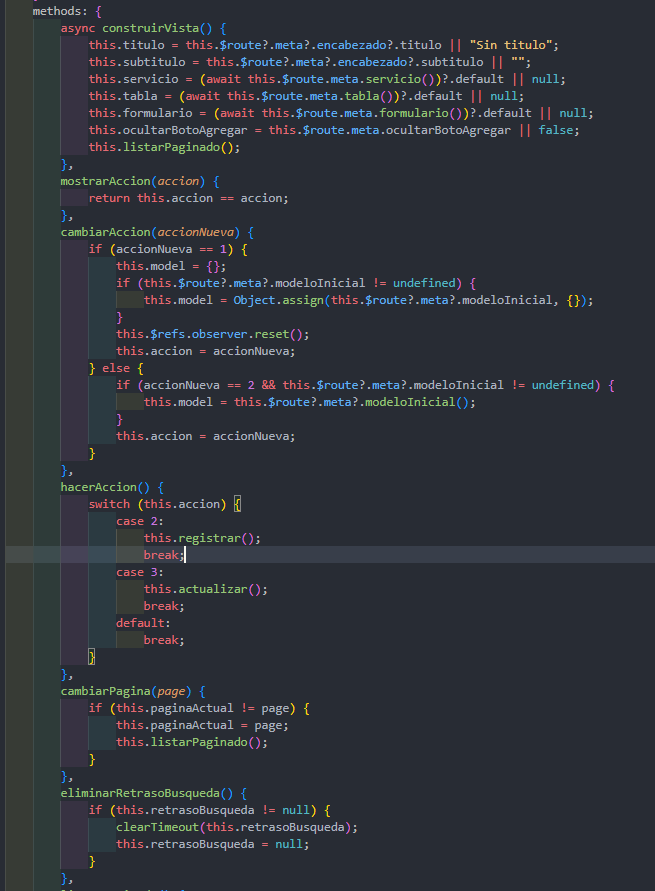 methods: {
async construirVista() {
this.titulo = this.$route?.meta?.encabezado?.titulo || "Sin titulo";
this.subtitulo = this.$route?.meta?.encabezado?.subtitulo || "";
this.servicio = (await this.$route.meta.servicio())?.default || null;
this.tabla = (await this.$route.meta.tabla())?.default || null;
this.formulario = (await this.$route.meta.formulario())?.default || null;
this.ocultarBotoAgregar = this.$route.meta.ocultarBotoAgregar || false;
this.listarPaginado();
},
mostrarAccion(accion) {
return this.accion == accion;
},
cambiarAccion(accionNueva) {
if (accionNueva == 1) {
this.model = {};
if (this.$route?.meta?.modeloInicial != undefined) {
this.model = Object.assign(this.$route?.meta?.modeloInicial, {});
}
this.$refs.observer.reset();
this.accion = accionNueva;
} else {
if (accionNueva == 2 && this.$route?.meta?.modeloInicial != undefined) {
this.model = this.$route?.meta?.modeloInicial();
}
this.accion = accionNueva;
}
},
hacerAccion() {
switch (this.accion) {
case 2:
this.registrar();
break;
case 3:
this.actualizar();
break;
default:
break;
}
},
cambiarPagina(page) {
if (this.paginaActual != page) {
this.paginaActual = page;
this.listarPaginado();
}
},
eliminarRetrasoBusqueda() {
if (this.retrasoBusqueda != null) {
clearTimeout(this.retrasoBusqueda);
this.retrasoBusqueda = null;
}
},